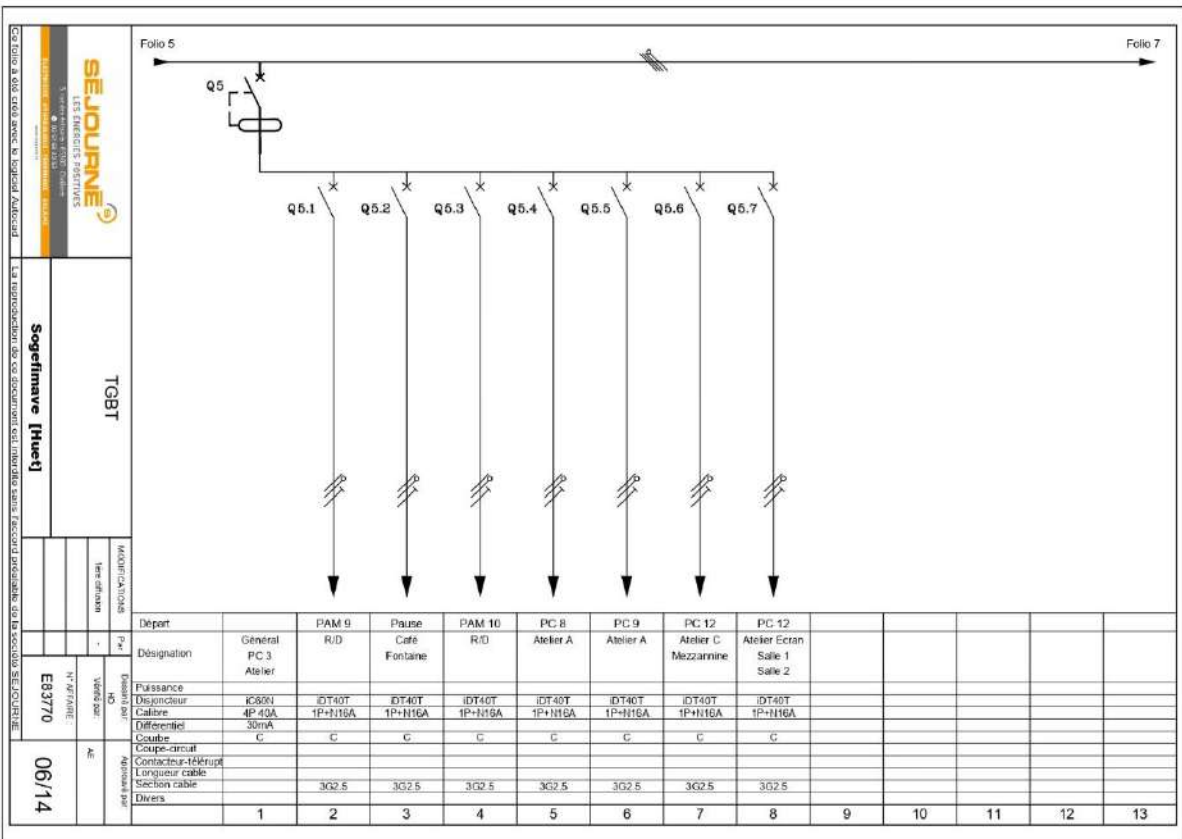 Folio 5
Folio 7
Q5
Q5.1
Q5.2
Q5.3
Q5.4
Q5.5
Q5.6
Q5.7
Départ PAM 9 Pause PAM 10 PC 8 PC 9 PC 12 PC 12
Désignation Général R/D Café R/D Atelier A Atelier A Atelier C Atelier Ecran
PC 3 Fontaine Mezzannine Salle 1
Atelier Salle 2
Puissance
Disjoncteur iC60N iDT40T iDT40T iDT40T iDT40T iDT40T iDT40T iDT40T
Calibre 4P 40A 1P+N16A 1P+N16A 1P+N16A 1P+N16A 1P+N16A 1P+N16A 1P+N16A
Différentiel 30mA
Courbe C C C C C C C C
Coupe-circuit
Contacteur-télérupt
Longueur cable
Section cable 3G2.5 3G2.5 3G2.5 3G2.5 3G2.5 3G2.5 3G2.5
Divers
1 2 3 4 5 6 7 8 9 10 11 12 13
SÉJOURNÉ
LES ÉNERGIES POSITIVES
TGBT
Sogefimave [Huet]
MODIFICATIONS Par
1ère diffusion -
Dessiné par:
HO
Vérifié par:
Approuvé par:
AE
N° AFFAIRE :
E83770
06/14
Ce folio à été créé avec le logiciel Autocad
La reproduction de ce document est interdite sans l'accord préalable de la société SEJOURNE